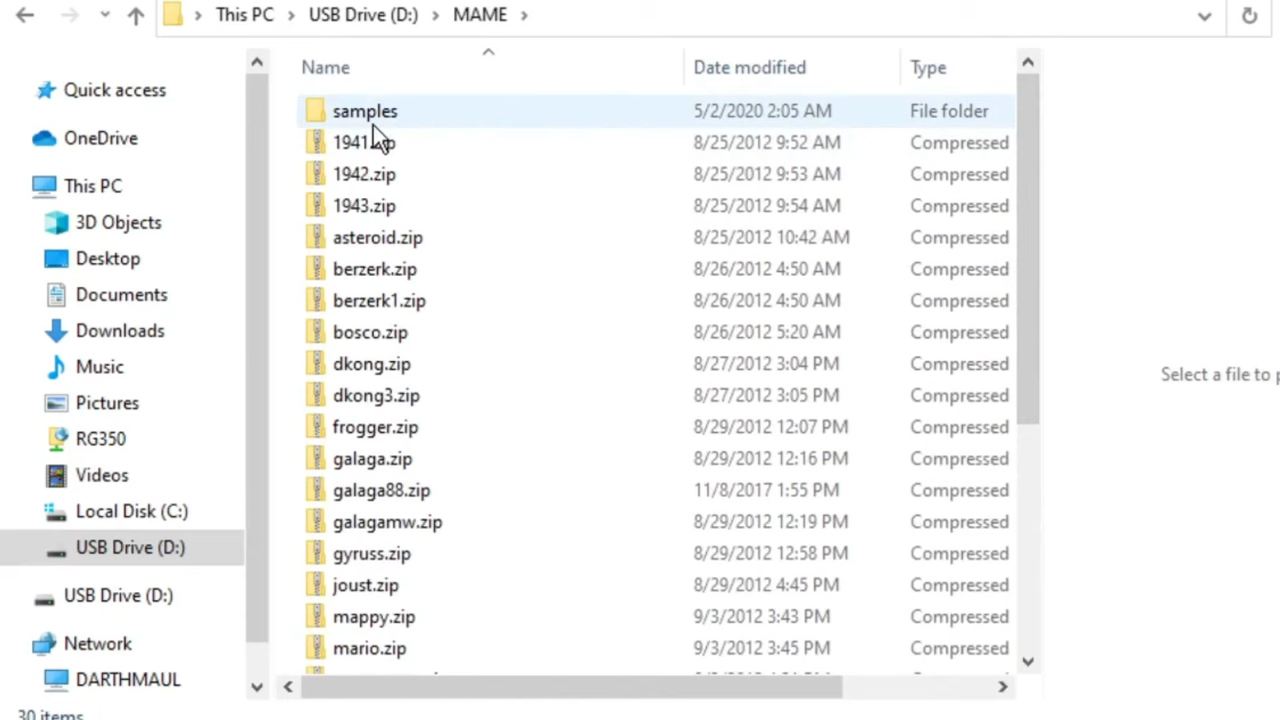 This PC > USB Drive (D:) > MAME >
Name Date modified Type
Quick access
OneDrive
This PC
3D Objects
Desktop
Documents
Downloads
Music
Pictures
RG350
Videos
Local Disk (C:)
USB Drive (D:)
USB Drive (D:)
Network
DARTHMAUL
samples 5/2/2020 2:05 AM File folder
1941.zip 8/25/2012 9:52 AM Compressed
1942.zip 8/25/2012 9:53 AM Compressed
1943.zip 8/25/2012 9:54 AM Compressed
asteroid.zip 8/25/2012 10:42 AM Compressed
berzerk.zip 8/26/2012 4:50 AM Compressed
berzerk1.zip 8/26/2012 4:50 AM Compressed
bosco.zip 8/26/2012 5:20 AM Compressed
dkong.zip 8/27/2012 3:04 PM Compressed
dkong3.zip 8/27/2012 3:05 PM Compressed
frogger.zip 8/29/2012 12:07 PM Compressed
galaga.zip 8/29/2012 12:16 PM Compressed
galaga88.zip 11/8/2017 1:55 PM Compressed
galagamw.zip 8/29/2012 12:19 PM Compressed
gyruss.zip 8/29/2012 12:58 PM Compressed
joust.zip 8/29/2012 4:45 PM Compressed
mappy.zip 9/3/2012 3:43 PM Compressed
mario.zip 9/3/2012 3:45 PM Compressed
Select a file to
30 items